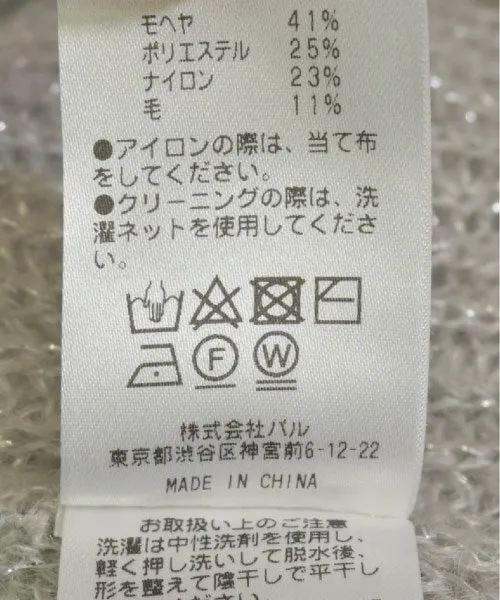 モヘヤ 41%
ポリエステル 25%
ナイロン 23%
毛 11%
●アイロンの際は、当て布
をしてください。
●クリーニングの際は、洗
濯ネットを使用してくださ
い。
F W
株式会社パル
東京都渋谷区神宮前6-12-22
MADE IN CHINA
お取扱い上のご注意
洗濯は中性洗剤を使用し、
軽く押し洗いして脱水後、
形を整えて陰干しで平干し